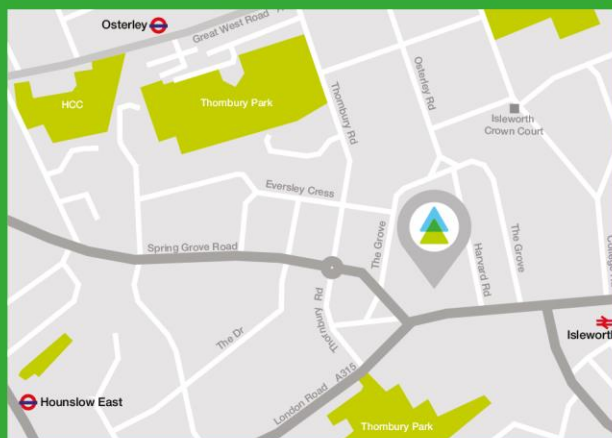 Osterley
Great West Road
HCC
Thornbury Park
Thornbury Rd
Osterley Rd
Isleworth
Crown Court
Eversley Cress
Spring Grove Road
The Grove
Harvard Rd
The Grove
The Dr
Thornbury Rd
Isleworth
Hounslow East
London Road A315
Thornbury Park